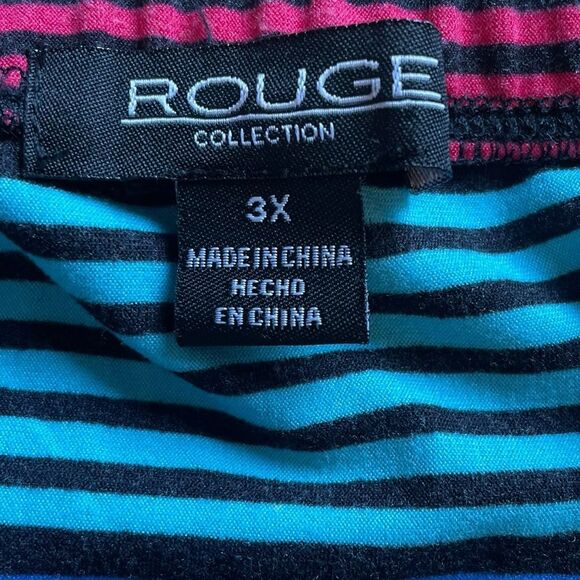 ROUGE
COLLECTION
3X
MADE IN CHINA
HECHO
EN CHINA